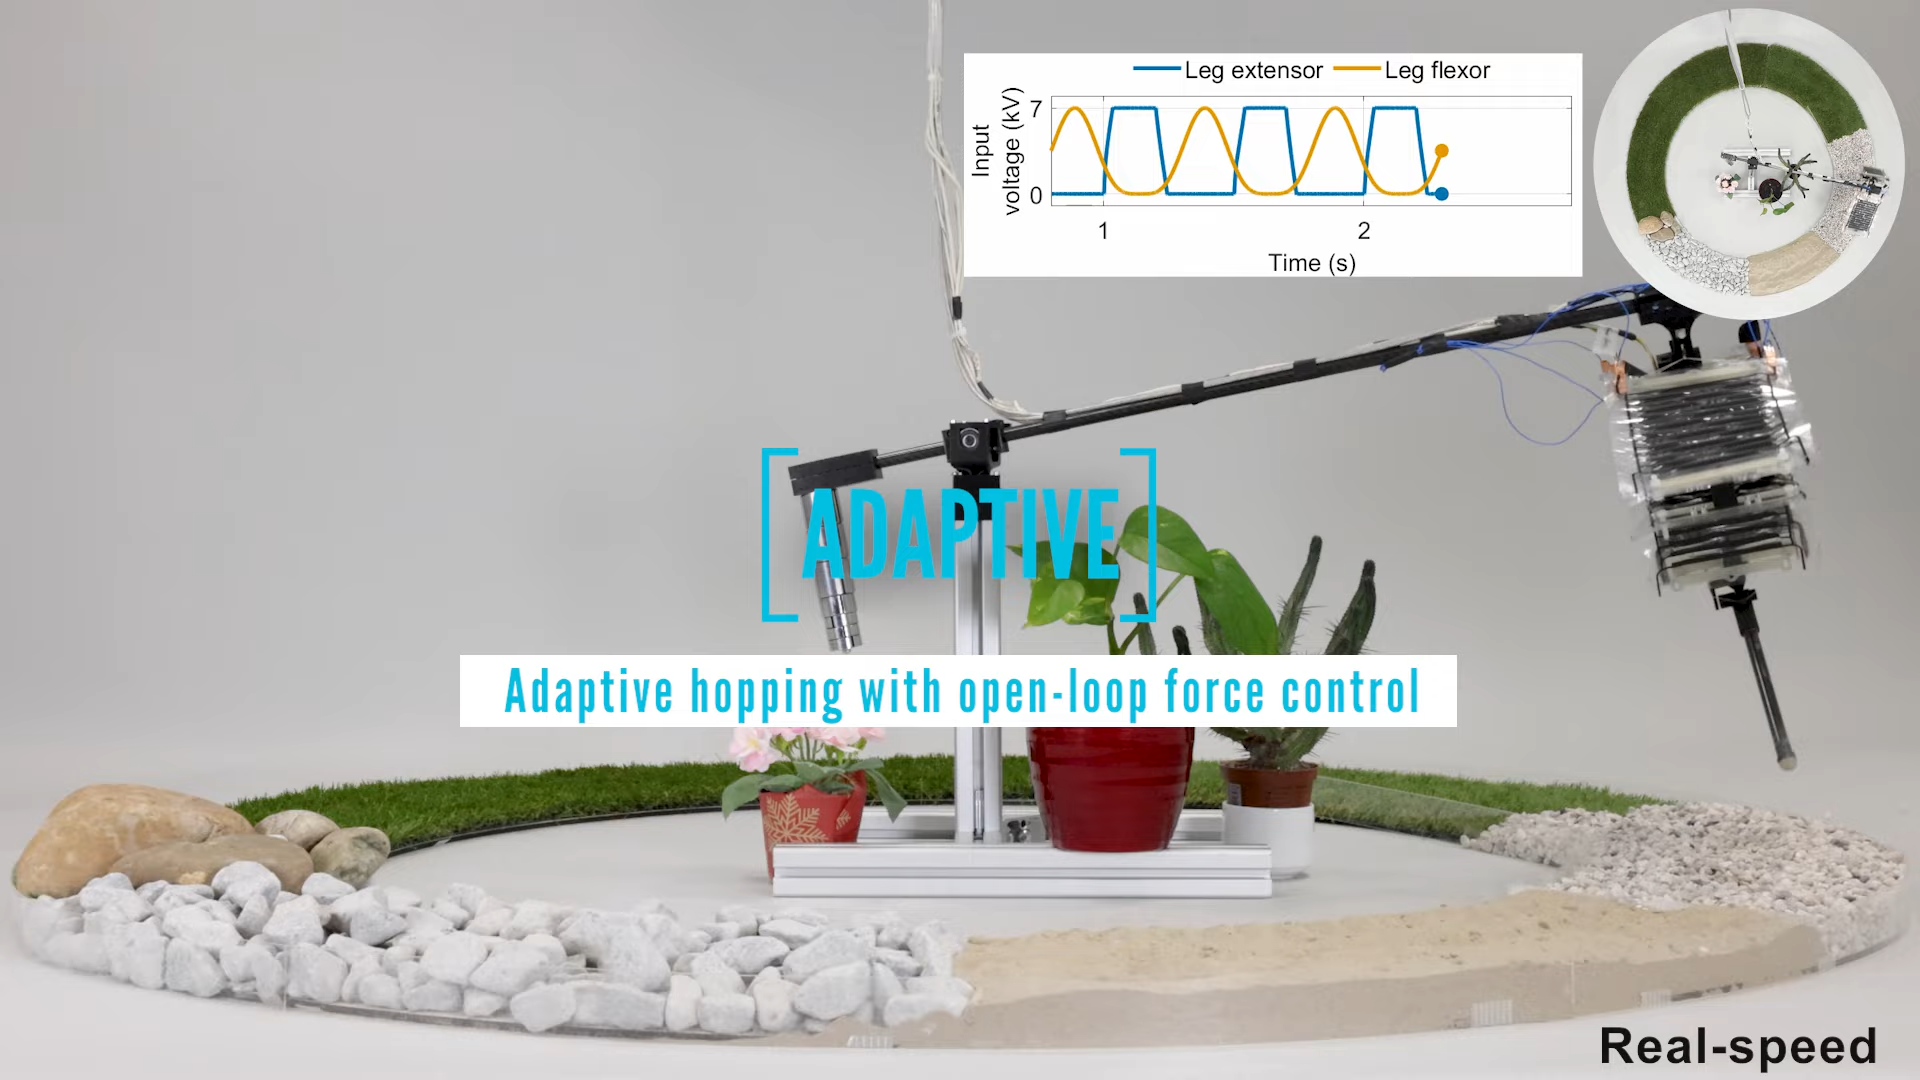 Leg extensor Leg flexor
Input
voltage (kV)
7
0
1 2
Time (s)
ADAPTIVE
Adaptive hopping with open-loop force control
Real-speed